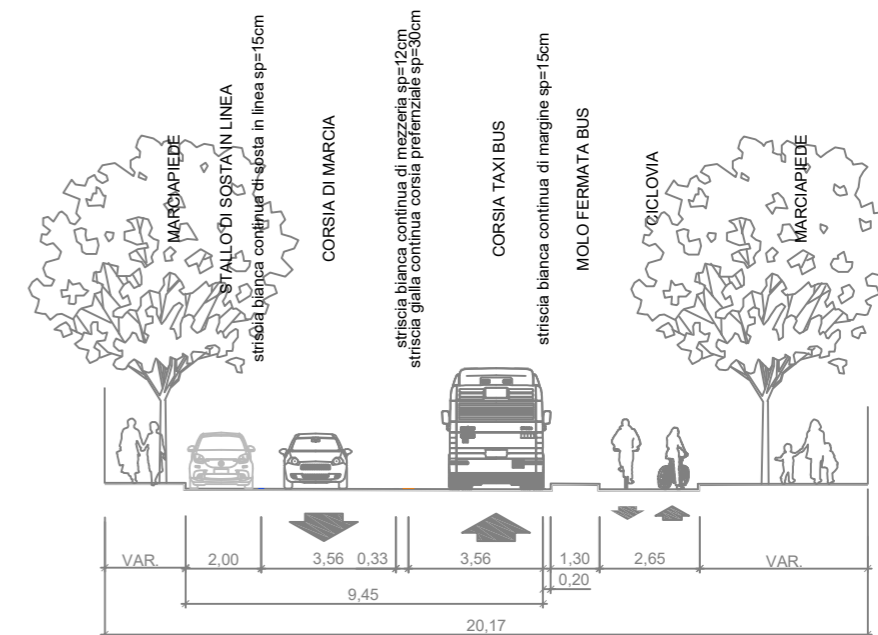 MARCIAPIEDE
STALLO DI SOSTA IN LINEA
striscia bianca continua di sosta in linea sp=15cm
CORSIA DI MARCIA
striscia bianca continua di mezzeria sp=12cm
striscia gialla continua corsia prefernziale sp=30cm
CORSIA TAXI BUS
striscia bianca continua di margine sp=15cm
MOLO FERMATA BUS
CICLOVIA
MARCIAPIEDE
VAR. 2,00 3,56 0,33 3,56 1,30 2,65 VAR.
0,20
9,45
20,17